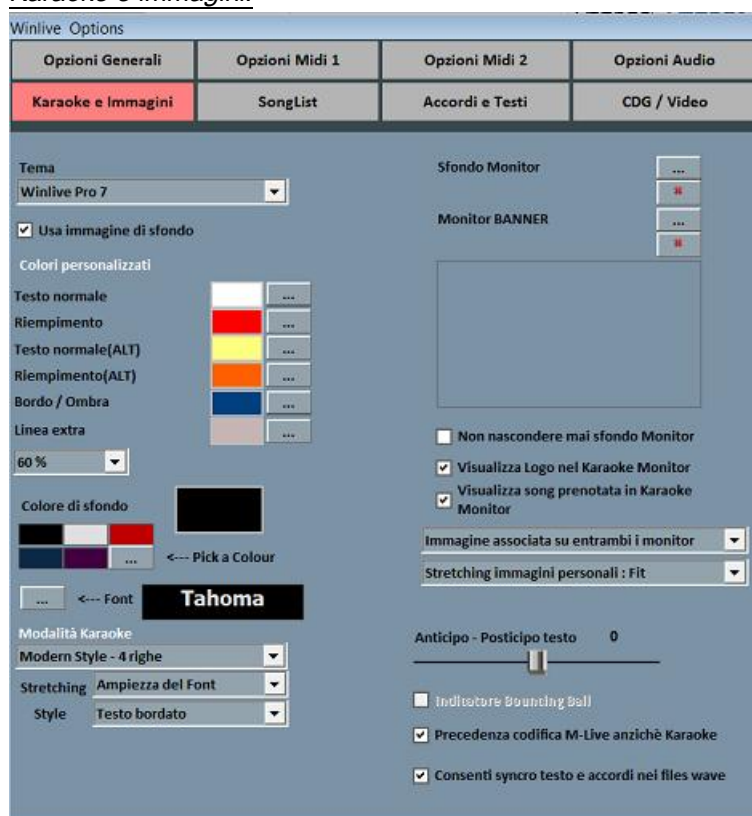 Karaoke e Immagini:
Winlive Options
Opzioni Generali
Opzioni Midi 1
Opzioni Midi 2
Opzioni Audio
Karaoke e Immagini
SongList
Accordi e Testi
CDG / Video
Tema
Winlive Pro 7
Usa immagine di sfondo
Colori personalizzati
Testo normale
...
Riempimento
...
Testo normale(ALT)
...
Riempimento(ALT)
...
Bordo / Ombra
...
Linea extra
...
60 %
Colore di sfondo
...
<--- Pick a Colour
...
<--- Font
Tahoma
Modalità Karaoke
Modern Style - 4 righe
Stretching
Ampiezza del Font
Style
Testo bordato
Sfondo Monitor
...
Monitor BANNER
...
Non nascondere mai sfondo Monitor
Visualizza Logo nel Karaoke Monitor
Visualizza song prenotata in Karaoke
Monitor
Immagine associata su entrambi i monitor
Stretching immagini personali : Fit
Anticipo - Posticipo testo 0
Inditatore Bounting Ball
Precedenza codifica M-Live anzichè Karaoke
Consenti syncro testo e accordi nei files wave